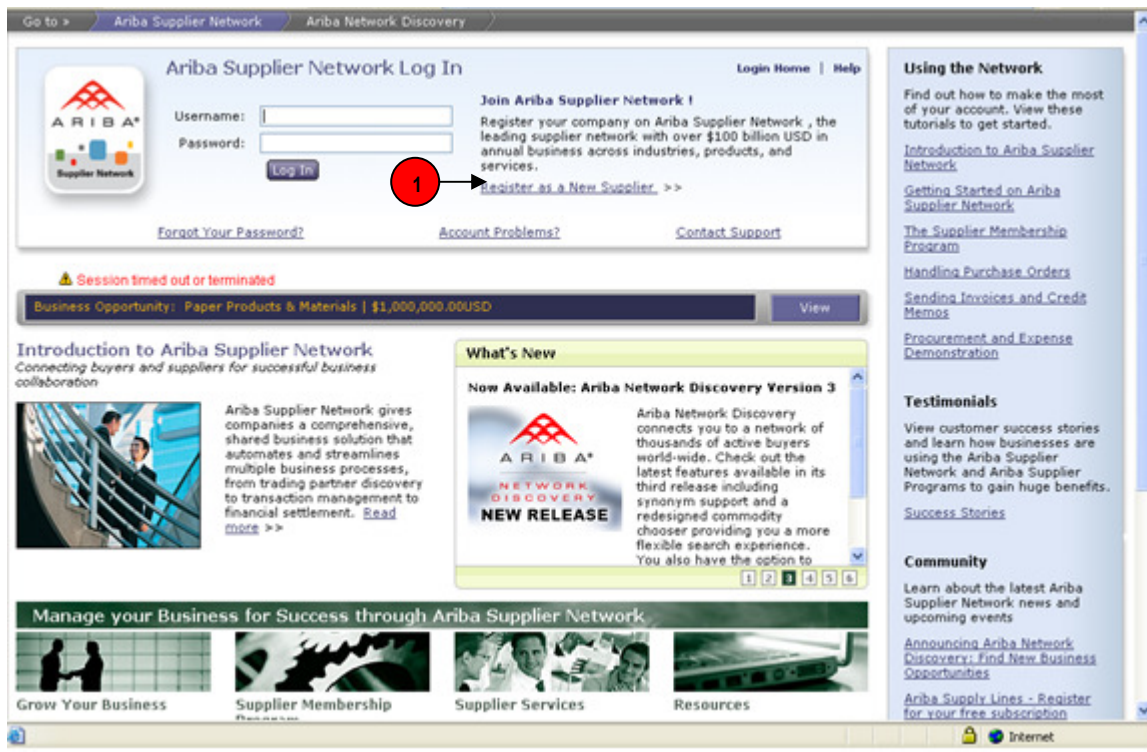 Go to »
Ariba Supplier Network
Ariba Network Discovery
Ariba Supplier Network Log In
Login Home | Help
ARIBA
Supplier Network
Username:
Password:
Log In
Join Ariba Supplier Network !
Register your company on Ariba Supplier Network , the
leading supplier network with over $100 billion USD in
annual business across industries, products, and
services.
1
Register as a New Supplier >>
Forgot Your Password?
Account Problems?
Contact Support
Session timed out or terminated
Business Opportunity: Paper Products & Materials | $1,000,000.00USD
View
Introduction to Ariba Supplier Network
Connecting buyers and suppliers for successful business
collaboration
Ariba Supplier Network gives
companies a comprehensive,
shared business solution that
automates and streamlines
multiple business processes,
from trading partner discovery
to transaction management to
financial settlement. Read
more >>
What's New
Now Available: Ariba Network Discovery Version 3
ARIBA
NETWORK
DISCOVERY
NEW RELEASE
Ariba Network Discovery
connects you to a network of
thousands of active buyers
world-wide. Check out the
latest features available in its
third release including
synonym support and a
redesigned commodity
chooser providing you a more
flexible search experience.
You also have the option to
1 2 3 4 5 6
Manage your Business for Success through Ariba Supplier Network
Grow Your Business
Supplier Membership
Program
Supplier Services
Resources
Using the Network
Find out how to make the most
of your account. View these
tutorials to get started.
Introduction to Ariba Supplier
Network
Getting Started on Ariba
Supplier Network
The Supplier Membership
Program
Handling Purchase Orders
Sending Invoices and Credit
Memos
Procurement and Expense
Demonstration
Testimonials
View customer success stories
and learn how businesses are
using the Ariba Supplier
Network and Ariba Supplier
Programs to gain huge benefits.
Success Stories
Community
Learn about the latest Ariba
Supplier Network news and
upcoming events
Announcing Ariba Network
Discovery: Find New Business
Opportunities
Ariba Supply Lines - Register
for your free subscription
Internet